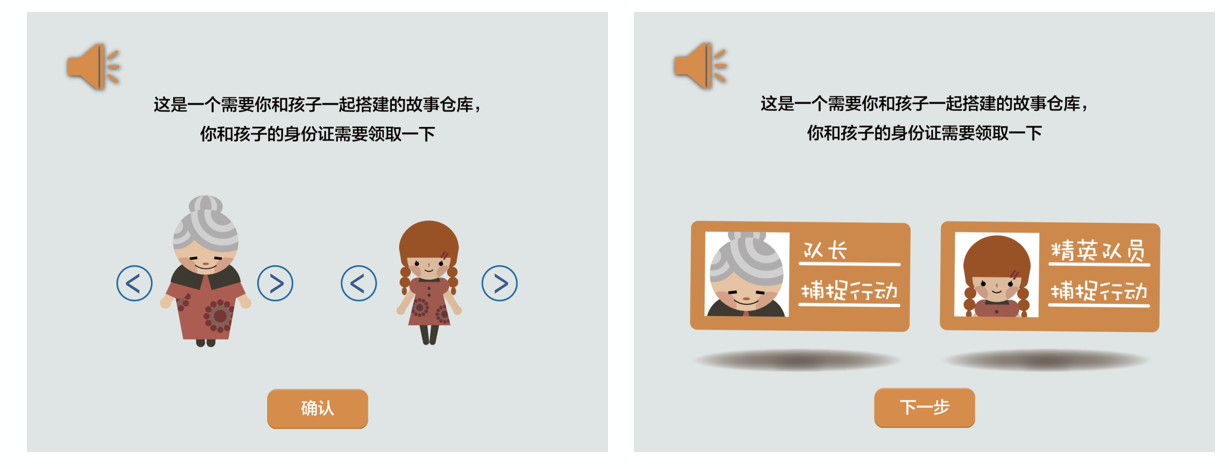 这是一个需要你和孩子一起搭建的故事仓库，
你和孩子的身份证需要领取一下
<
>
<
>
确认
这是一个需要你和孩子一起搭建的故事仓库，
你和孩子的身份证需要领取一下
队长
捕捉行动
精英队员
捕捉行动
下一步